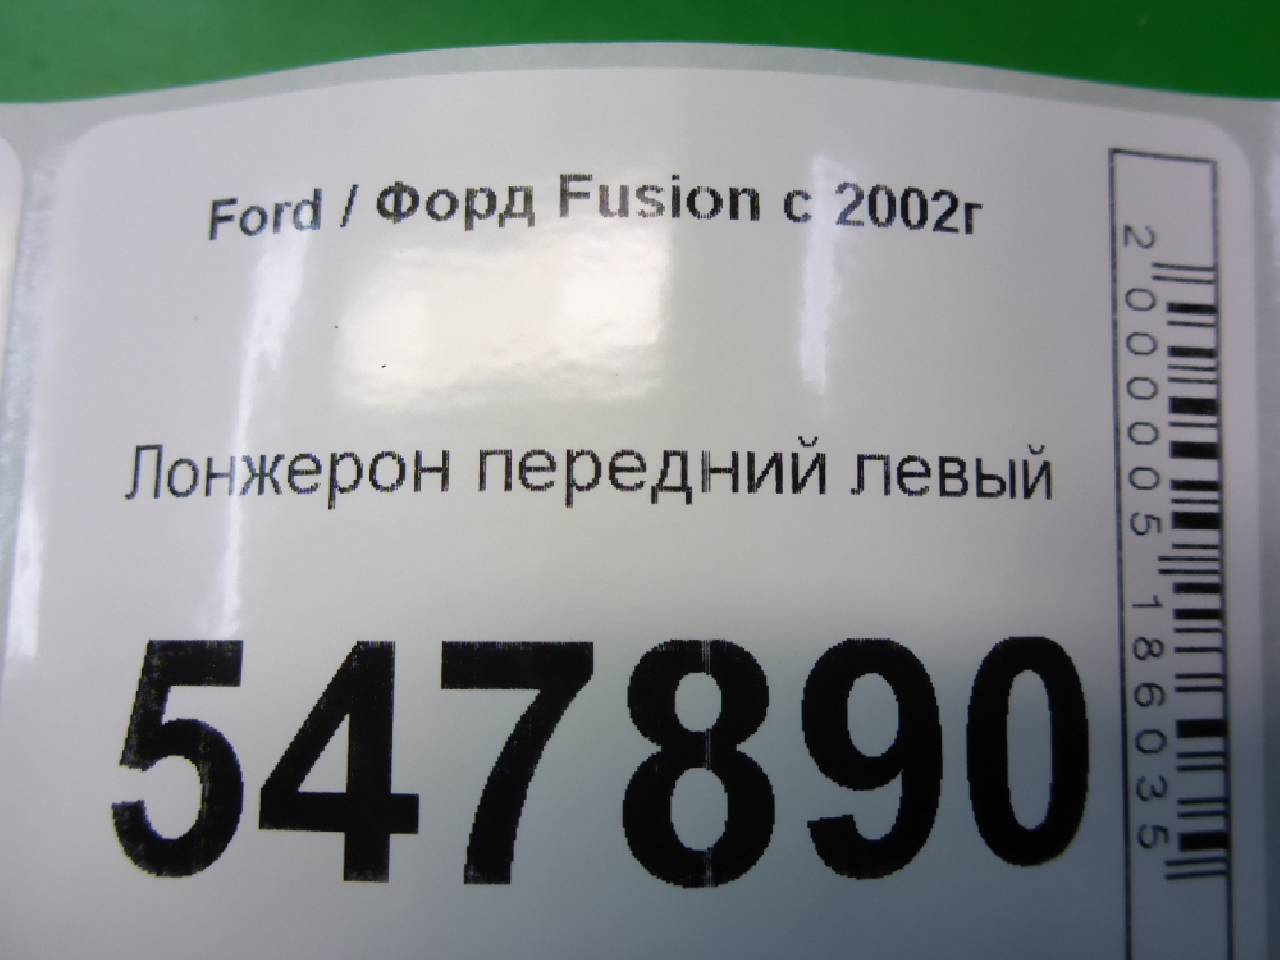 Ford / Форд Fusion с 2002г
Лонжерон передний левый
547890
2000005186035